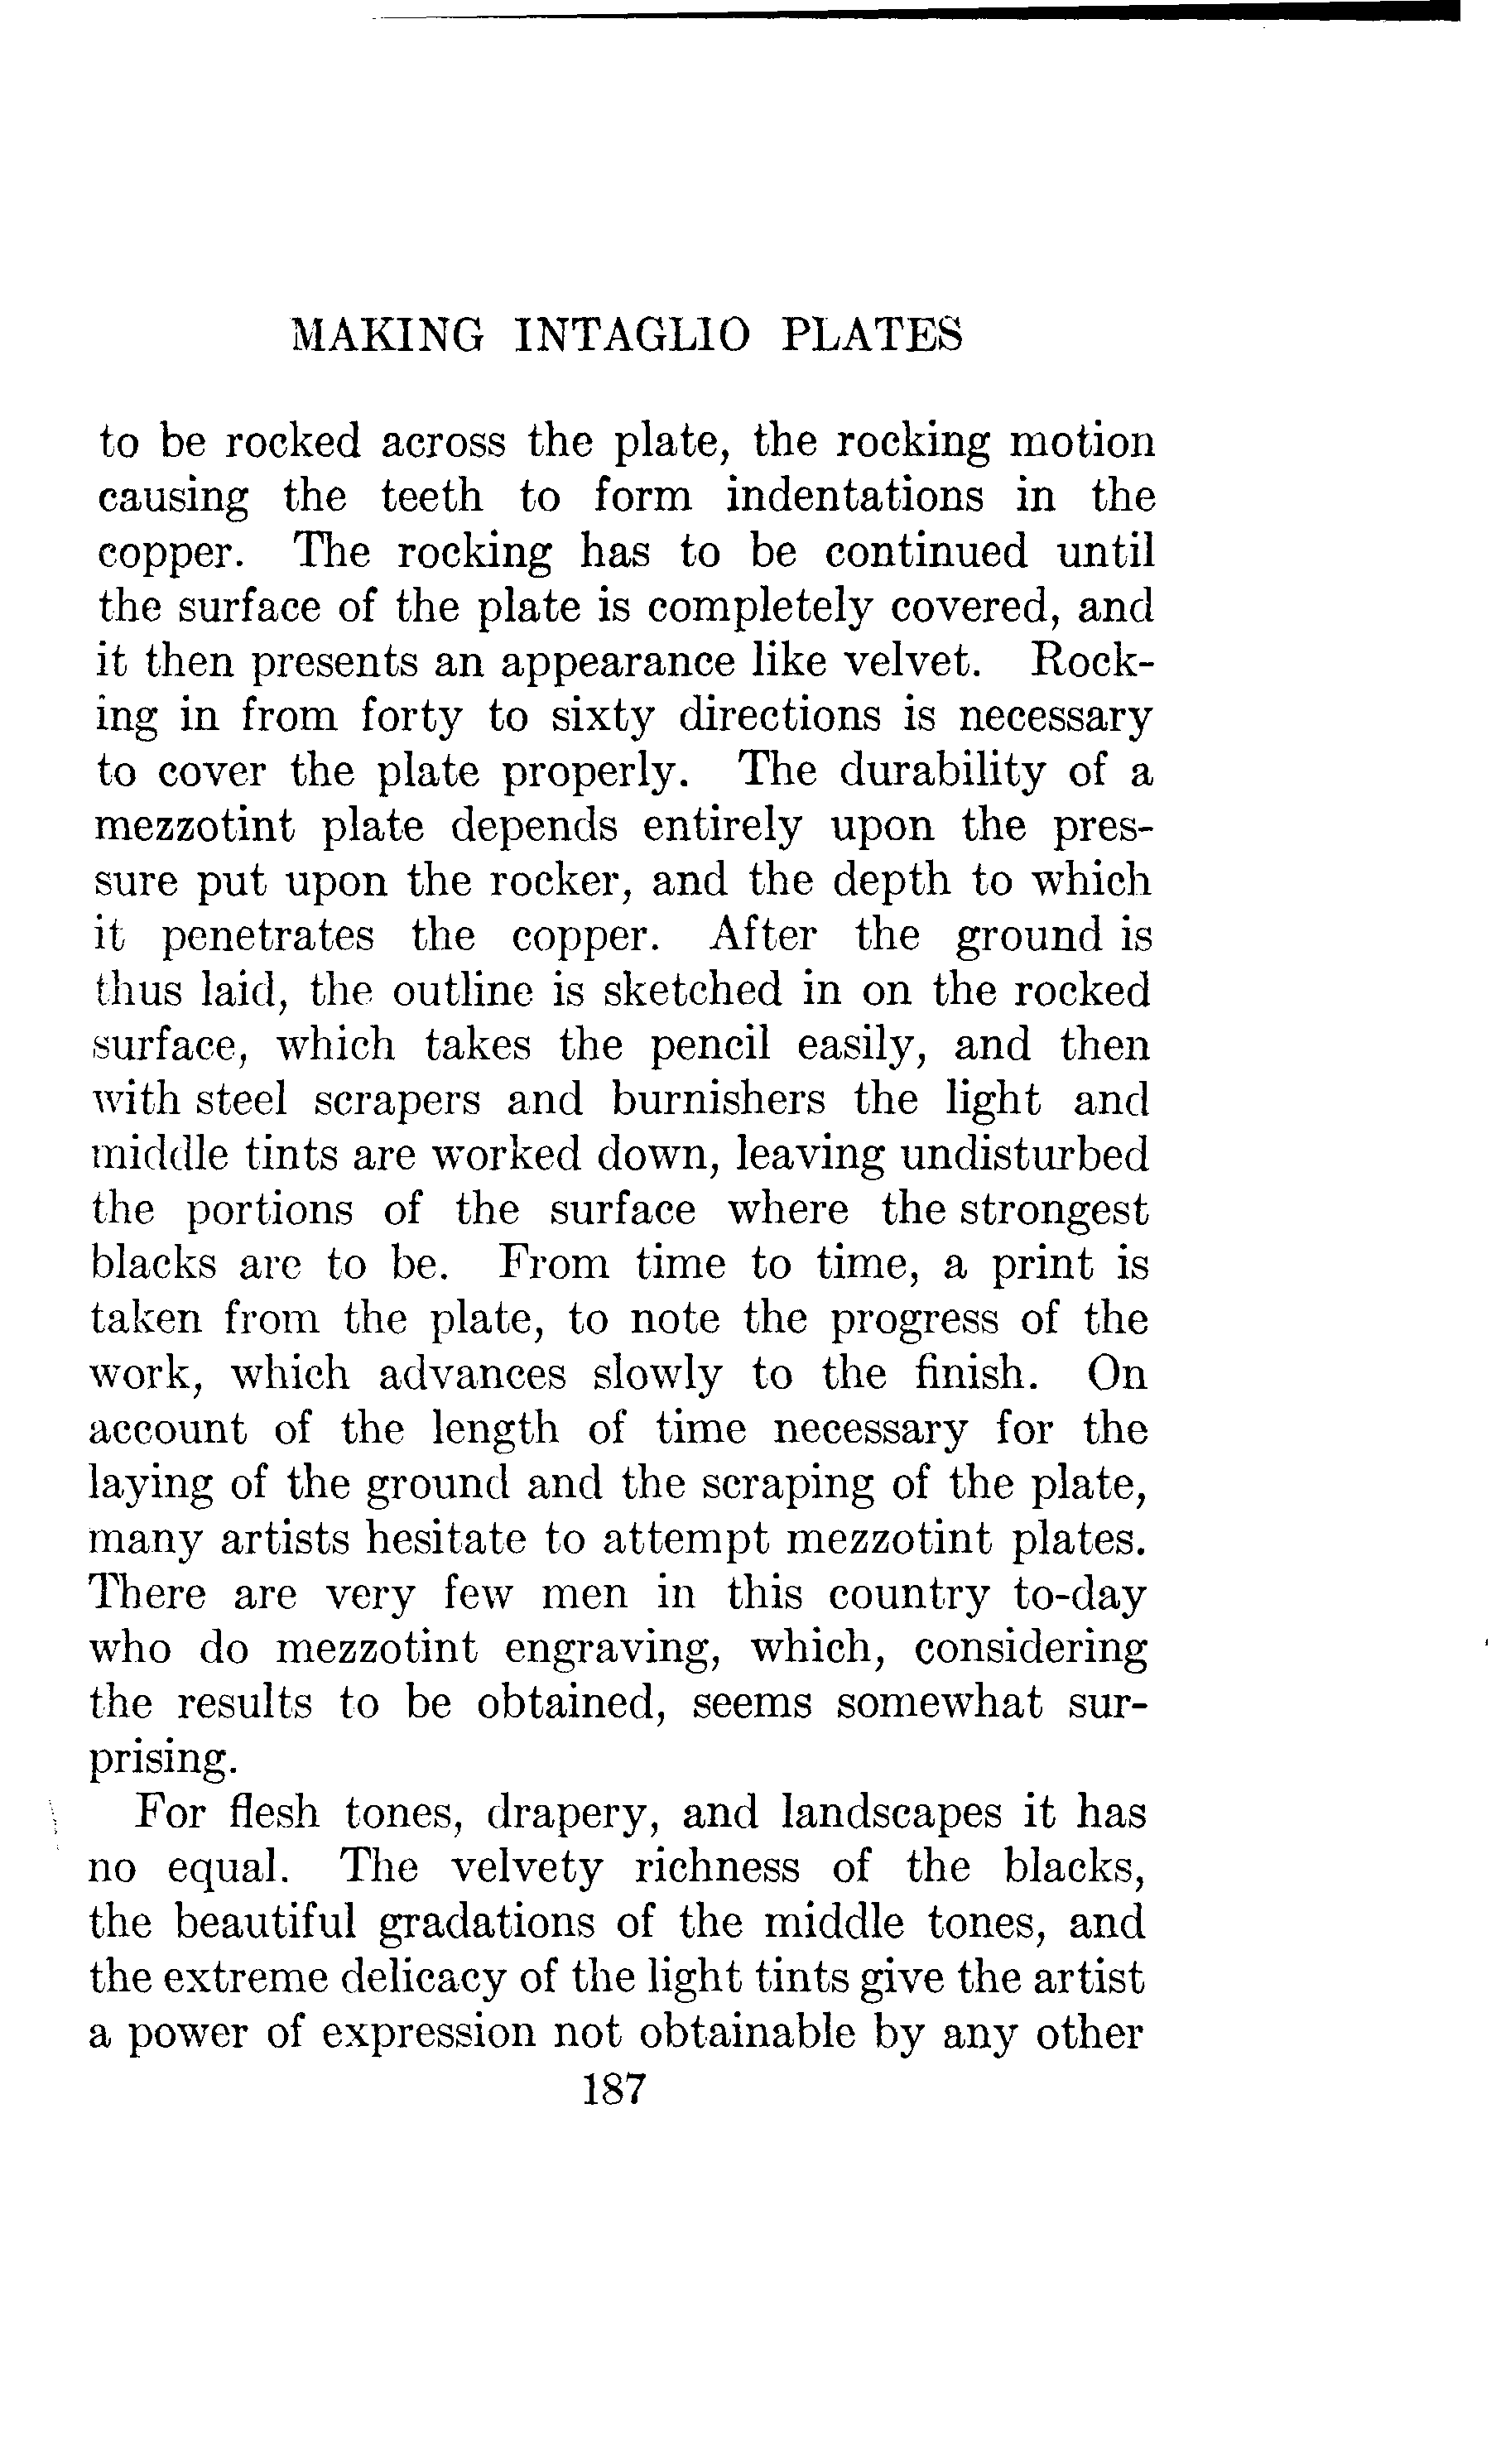 MAKING INTAGLIO PLATES
to be rocked across the plate, the rocking motion
causing the teeth to form indentations in the
copper. The rocking has to be continued until
the surface of the plate is completely covered, and
it then presents an appearance like velvet. Rock-
ing in from forty to sixty directions is necessary
to cover the plate properly. The durability of a
mezzotint plate depends entirely upon the pres-
sure put upon the rocker, and the depth to which
it penetrates the copper. After the ground is
thus laid, the outline is sketched in on the rocked
surface, which takes the pencil easily, and then
with steel scrapers and burnishers the light and
middle tints are worked down, leaving undisturbed
the portions of the surface where the strongest
blacks are to be. From time to time, a print is
taken from the plate, to note the progress of the
work, which advances slowly to the finish. On
account of the length of time necessary for the
laying of the ground and the scraping of the plate,
many artists hesitate to attempt mezzotint plates.
There are very few men in this country to-day
who do mezzotint engraving, which, considering
the results to be obtained, seems somewhat sur-
prising.
For flesh tones, drapery, and landscapes it has
no equal. The velvety richness of the blacks,
the beautiful gradations of the middle tones, and
the extreme delicacy of the light tints give the artist
a power of expression not obtainable by any other
187